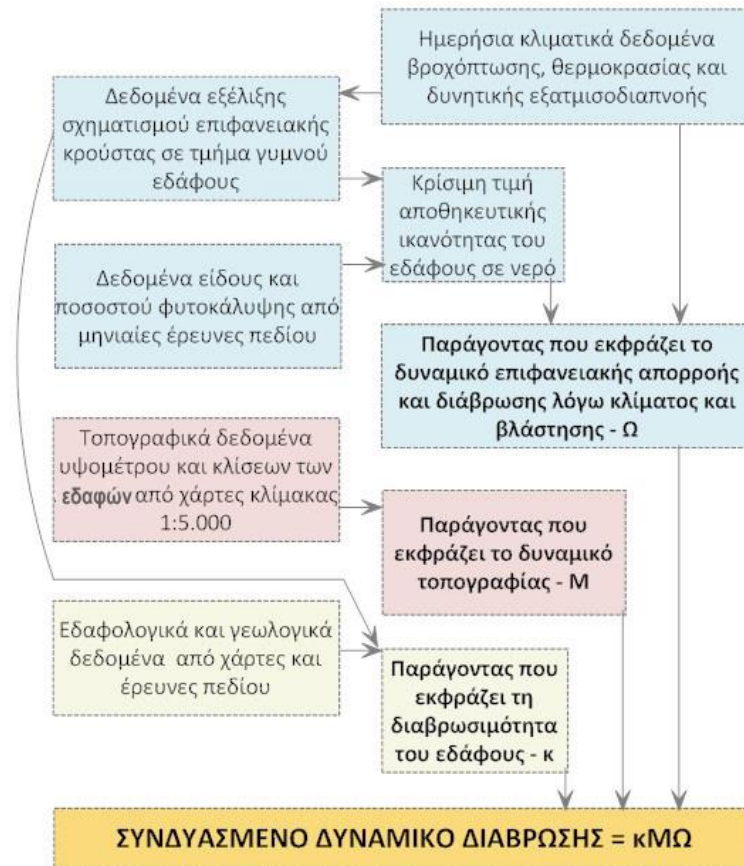 Ημερήσια κλιματικά δεδομένα
βροχόπτωσης, θερμοκρασίας και
δυνητικής εξατμισοδιαπνοής
Δεδομένα εξέλιξης
σχηματισμού επιφανειακής
κρούστας σε τμήμα γυμνού
εδάφους
Κρίσιμη τιμή
αποθηκευτικής
ικανότητας του
εδάφους σε νερό
Δεδομένα είδους και
ποσοστού φυτοκάλυψης από
μηνιαίες έρευνες πεδίου
Παράγοντας που εκφράζει το
δυναμικό επιφανειακής απορροής
και διάβρωσης λόγω κλίματος και
βλάστησης - Ω
Τοπογραφικά δεδομένα
υψομέτρου και κλίσεων των
εδαφών από χάρτες κλίμακας
1:5.000
Παράγοντας που
εκφράζει το δυναμικό
τοπογραφίας - Μ
Εδαφολογικά και γεωλογικά
δεδομένα από χάρτες και
έρευνες πεδίου
Παράγοντας που
εκφράζει τη
διαβρωσιμότητα
του εδάφους - κ
ΣΥΝΔΥΑΣΜΕΝΟ ΔΥΝΑΜΙΚΟ ΔΙΑΒΡΩΣΗΣ = κΜΩ